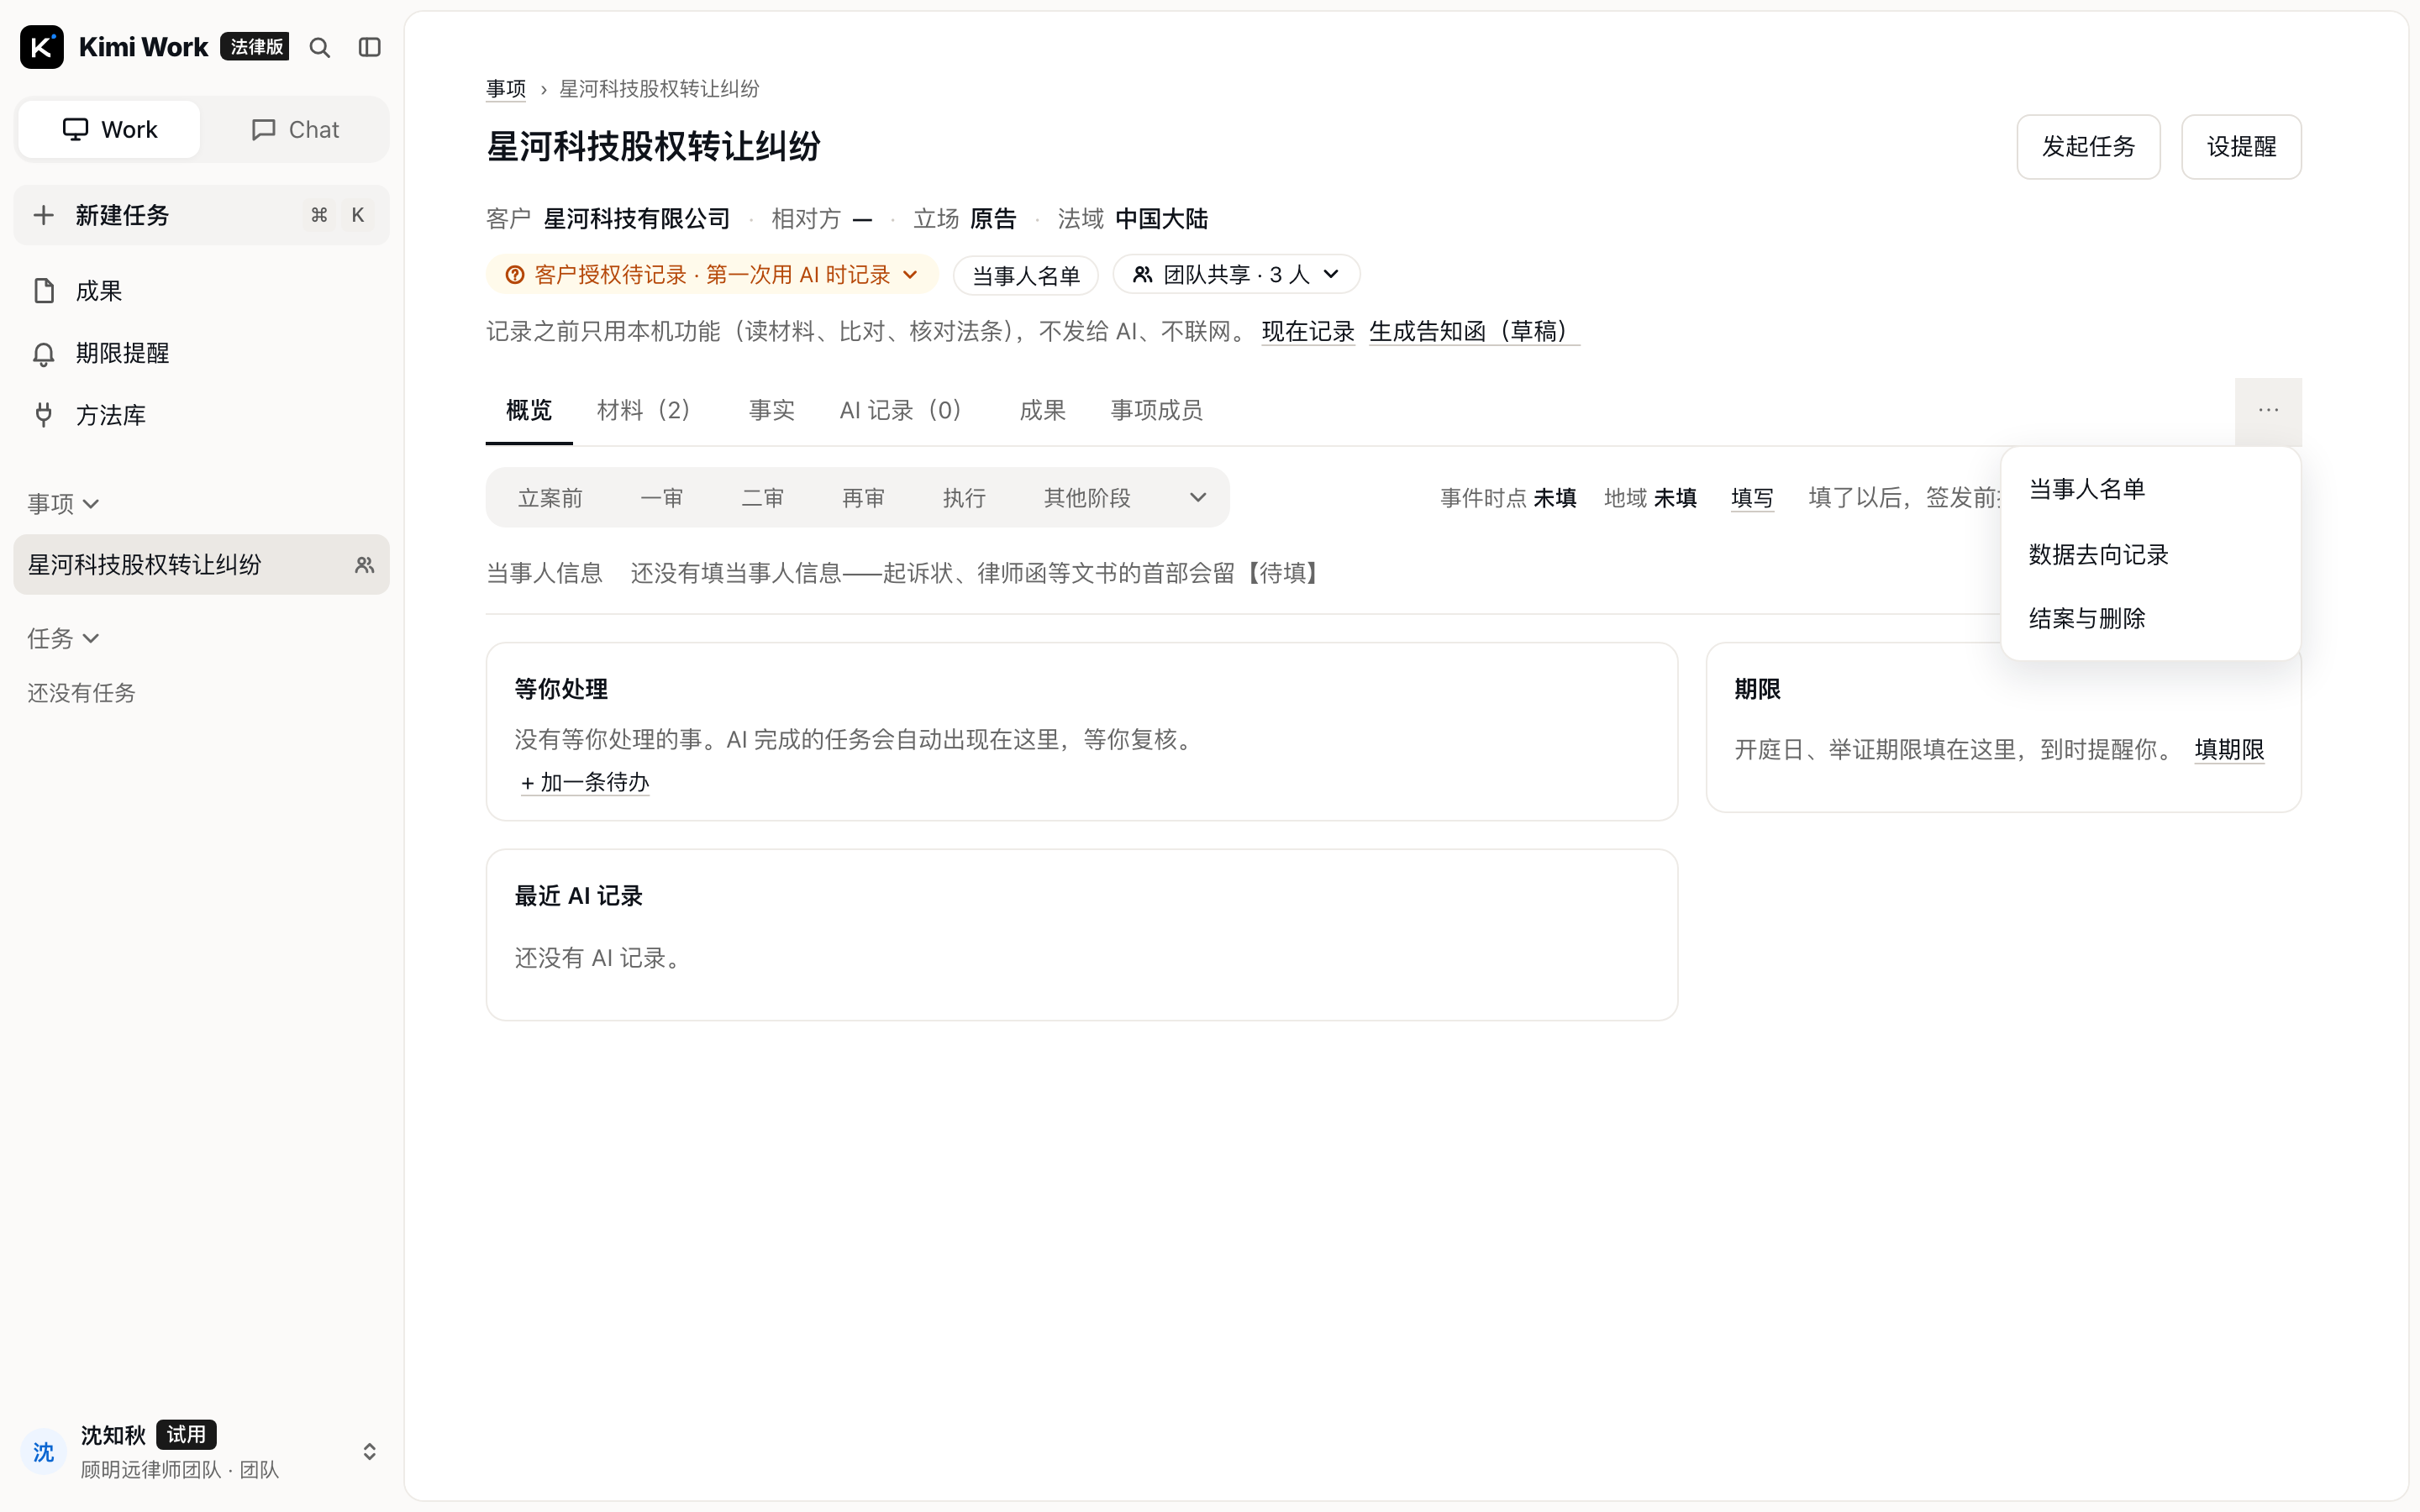 Kimi Work 法律版
Work
Chat
新建任务 ⌘ K
成果
期限提醒
方法库
事项
星河科技股权转让纠纷
任务
还没有任务
沈 沈知秋 试用
顾明远律师团队 · 团队
事项 › 星河科技股权转让纠纷
星河科技股权转让纠纷
发起任务 设提醒
客户 星河科技有限公司 · 相对方 — · 立场 原告 · 法域 中国大陆
客户授权待记录 · 第一次用 AI 时记录 当事人名单 团队共享 · 3 人
记录之前只用本机功能（读材料、比对、核对法条），不发给 AI、不联网。 现在记录 生成告知函（草稿）
概览 材料（2） 事实 AI 记录（0） 成果 事项成员 ···
立案前 一审 二审 再审 执行 其他阶段
事件时点 未填 地域 未填 填写 填了以后，签发前
当事人名单
数据去向记录
结案与删除
当事人信息 还没有填当事人信息——起诉状、律师函等文书的首部会留【待填】
等你处理
没有等你处理的事。AI 完成的任务会自动出现在这里，等你复核。
+ 加一条待办
期限
开庭日、举证期限填在这里，到时提醒你。 填期限
最近 AI 记录
还没有 AI 记录。